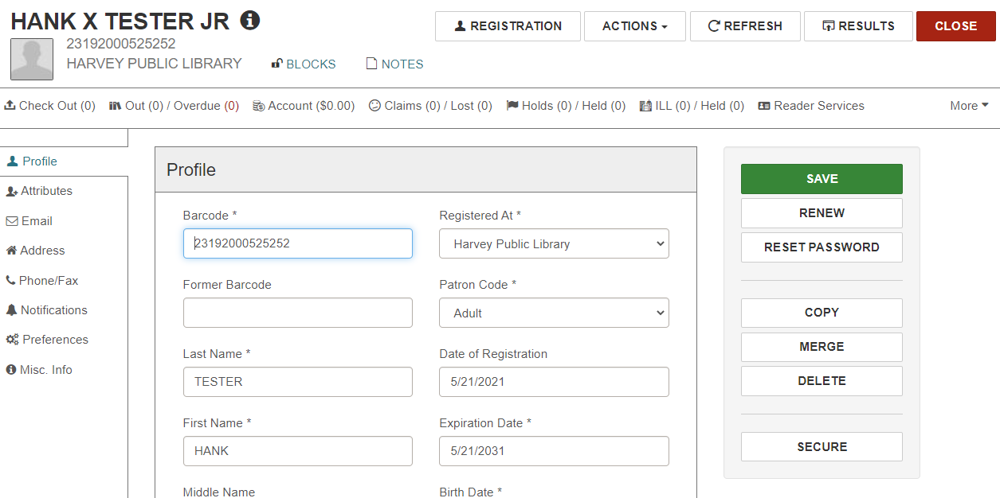 HANK X TESTER JR
REGISTRATION
ACTIONS
REFRESH
RESULTS
CLOSE
23192000525252
HARVEY PUBLIC LIBRARY
BLOCKS
NOTES
Check Out (0)
Out (0) / Overdue (0)
Account ($0.00)
Claims (0) / Lost (0)
Holds (0) / Held (0)
ILL (0) / Held (0)
Reader Services
More
Profile
Attributes
Email
Address
Phone/Fax
Notifications
Preferences
Misc. Info
Profile
Barcode *
23192000525252
Registered At *
Harvey Public Library
Former Barcode
Patron Code *
Adult
Last Name *
TESTER
Date of Registration
5/21/2021
First Name *
HANK
Expiration Date *
5/21/2031
Middle Name
Birth Date *
SAVE
RENEW
RESET PASSWORD
COPY
MERGE
DELETE
SECURE